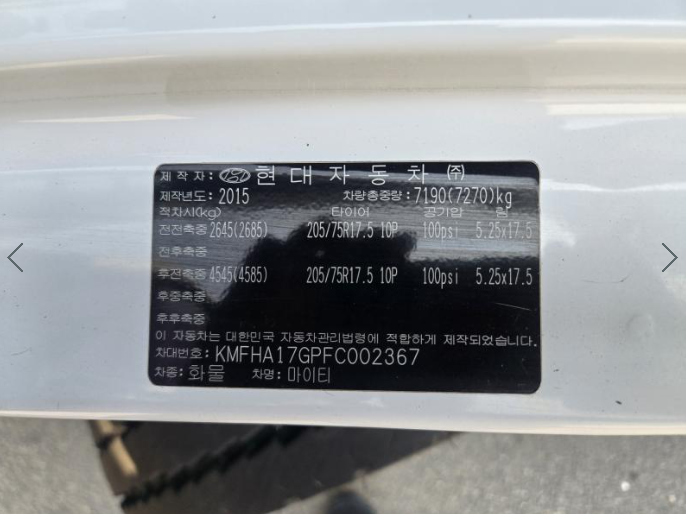 제 작 자: 현 대 자 동 차 ㈜
제작년도: 2015 차량총중량: 7190(7270)kg
적차시(kg) 타이어 공기압 림
전전축중 2645(2685) 205/75R17.5 10P 100psi 5.25x17.5
전후축중
후전축중 4545(4585) 205/75R17.5 10P 100psi 5.25x17.5
후중축중
후후축중
이 자동차는 대한민국 자동차관리법령에 적합하게 제작되었음.
차대번호: KMFHA17GPFC002367
차종: 화물 차명: 마이티